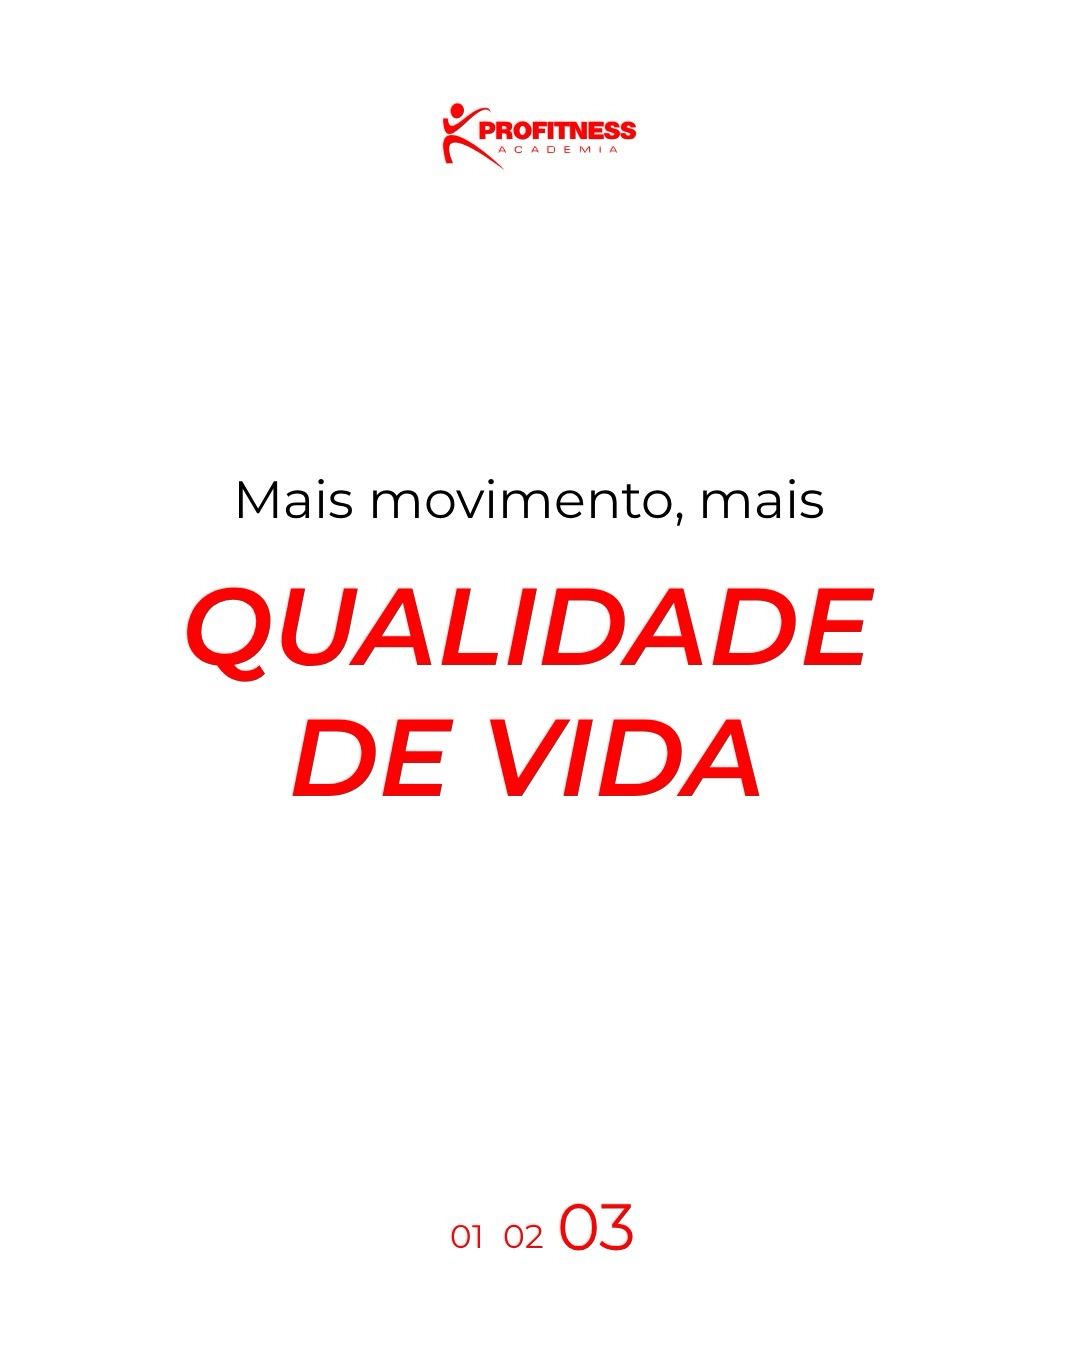 PROFITNESS
ACADEMIA
Mais movimento, mais
QUALIDADE
DE VIDA
01 02 03